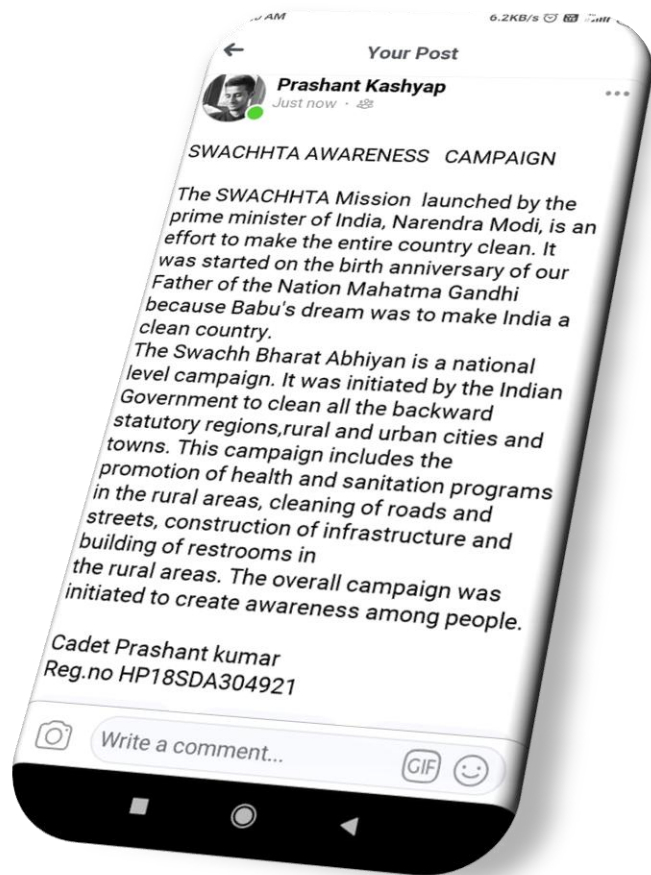 AM
6.2KB/s
Your Post
Prashant Kashyap
Just now ·
SWACHHTA AWARENESS CAMPAIGN
The SWACHHTA Mission launched by the
prime minister of India, Narendra Modi, is an
effort to make the entire country clean. It
was started on the birth anniversary of our
Father of the Nation Mahatma Gandhi
because Babu's dream was to make India a
clean country.
The Swachh Bharat Abhiyan is a national
level campaign. It was initiated by the Indian
Government to clean all the backward
statutory regions,rural and urban cities and
towns. This campaign includes the
promotion of health and sanitation programs
in the rural areas, cleaning of roads and
streets, construction of infrastructure and
building of restrooms in
the rural areas. The overall campaign was
initiated to create awareness among people.
Cadet Prashant kumar
Reg.no HP18SDA304921
Write a comment...
GIF